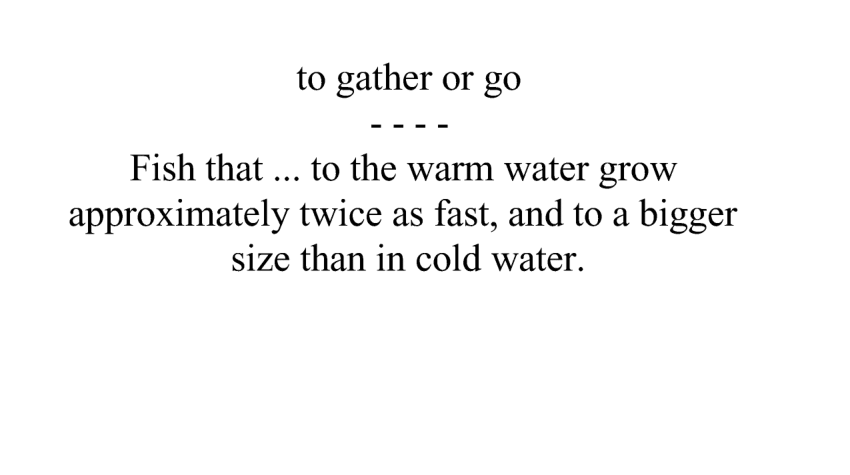 to gather or go
- - - -
Fish that ... to the warm water grow
approximately twice as fast, and to a bigger
size than in cold water.